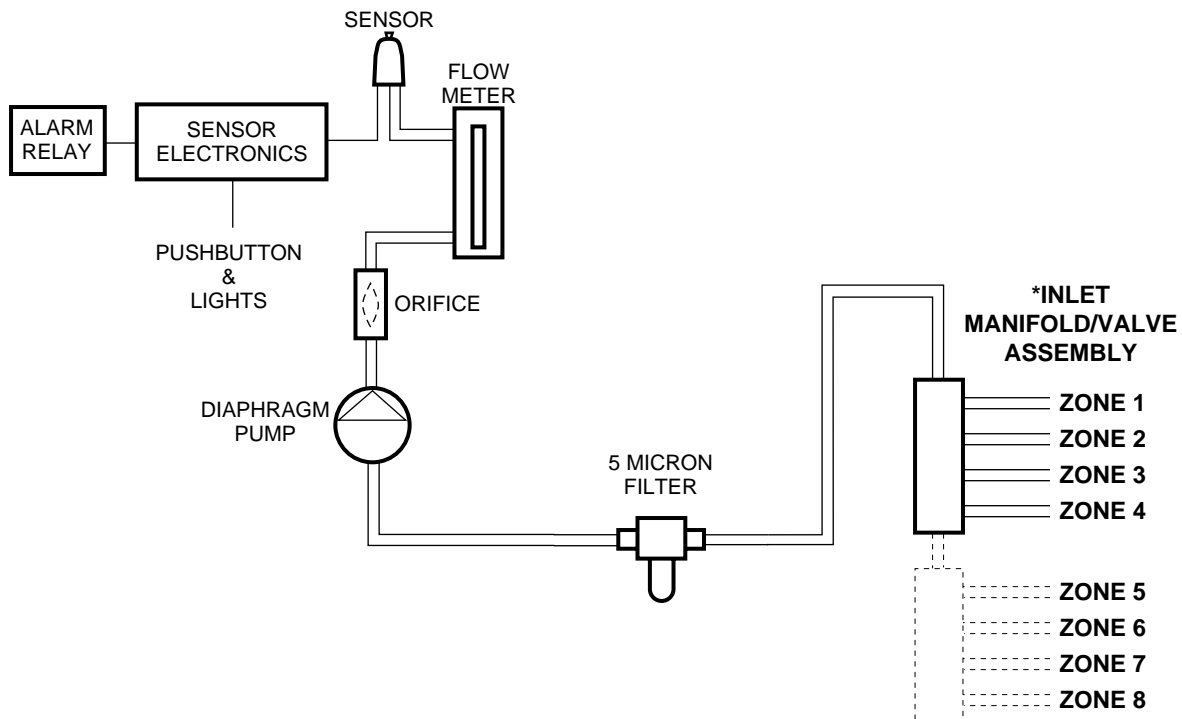 SENSOR
FLOW
METER
ALARM
RELAY
SENSOR
ELECTRONICS
PUSHBUTTON
&
LIGHTS
ORIFICE
*INLET
MANIFOLD/VALVE
ASSEMBLY
DIAPHRAGM
PUMP
5 MICRON
FILTER
ZONE 1
ZONE 2
ZONE 3
ZONE 4
ZONE 5
ZONE 6
ZONE 7
ZONE 8